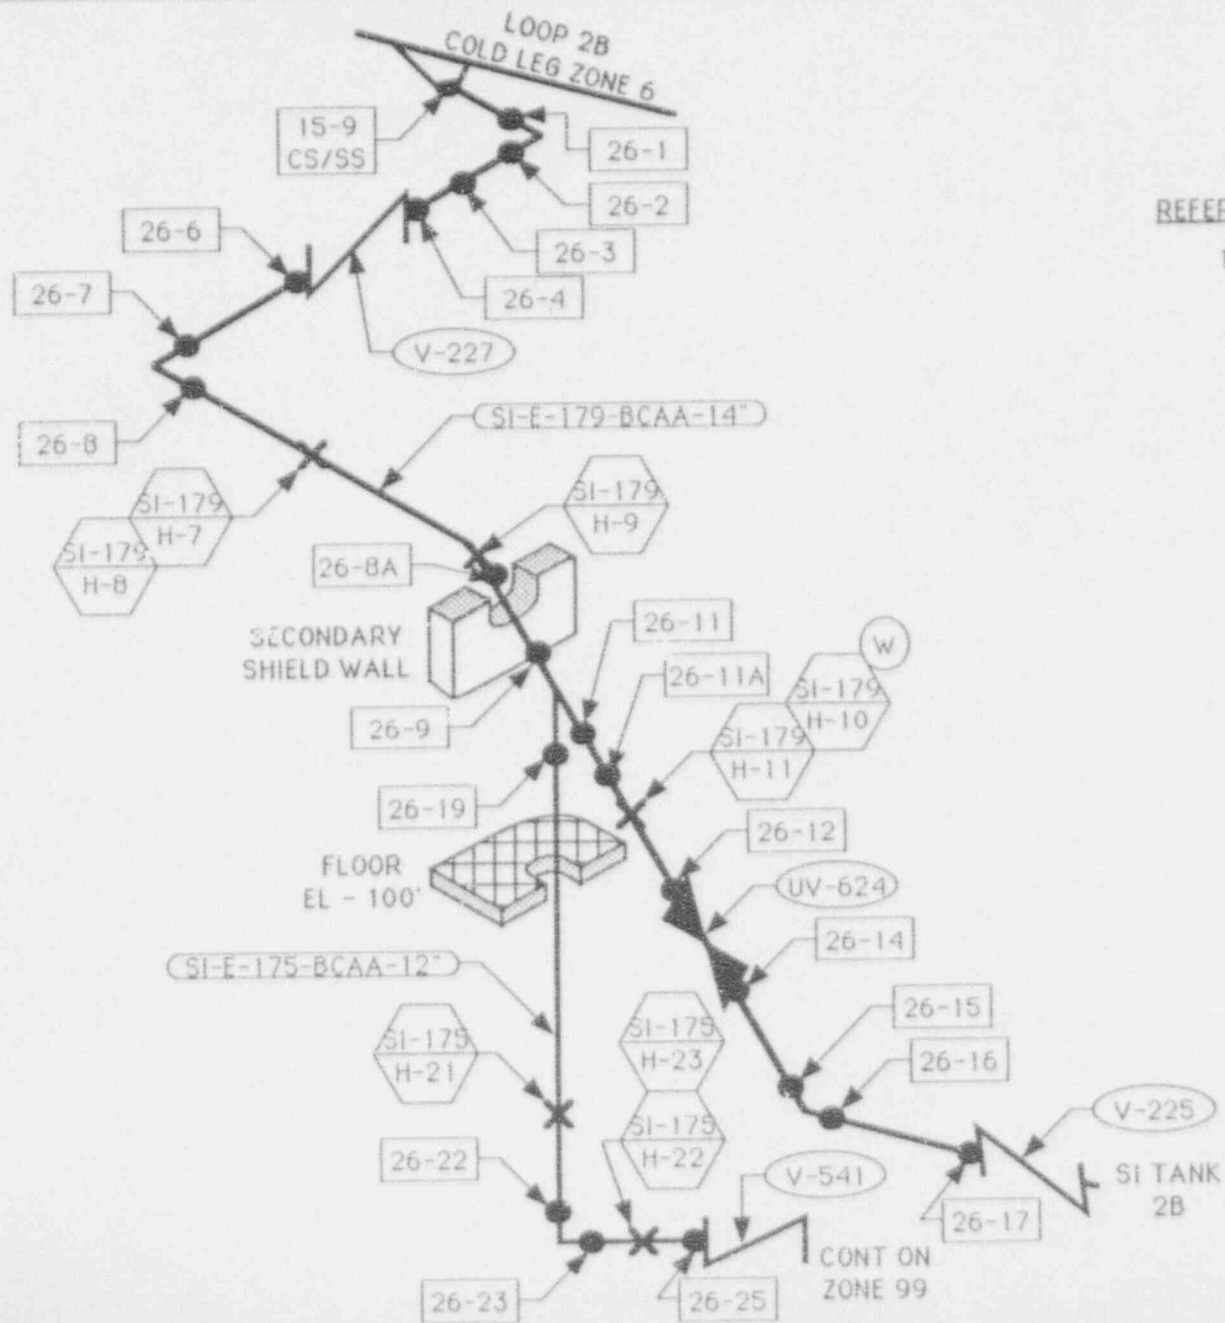 LOOP 2B
COLD LEG ZONE 6
15-9
CS/SS
26-1
26-2
26-3
26-4
26-6
26-7
V-227
26-8
SI-E-179-BCAA-14"
SI-179
H-7
SI-179
H-8
SI-179
H-9
26-8A
SECONDARY
SHIELD WALL
26-9
26-11
26-11A
W
SI-179
H-10
SI-179
H-11
26-19
26-12
FLOOR
EL - 100'
UV-624
26-14
SI-E-175-BCAA-12"
SI-175
H-21
SI-175
H-23
SI-175
H-22
26-15
26-16
V-225
26-22
V-541
26-17
SI TANK
2B
26-23
26-25
CONT ON
ZONE 99